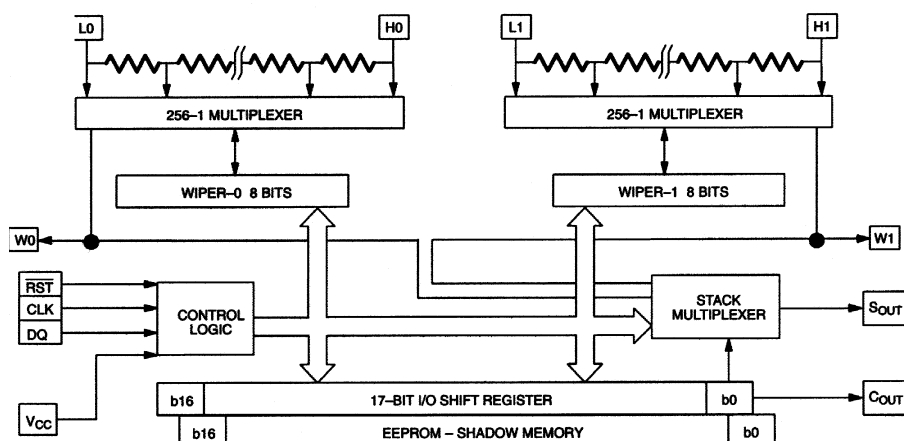 L0 H0 L1 H1
256–1 MULTIPLEXER 256–1 MULTIPLEXER
WIPER–0 8 BITS WIPER–1 8 BITS
W0 W1
RST
CLK
DQ
CONTROL
LOGIC
STACK
MULTIPLEXER
SOUT
VCC
b16 17–BIT I/O SHIFT REGISTER b0
COUT
b16 EEPROM – SHADOW MEMORY b0